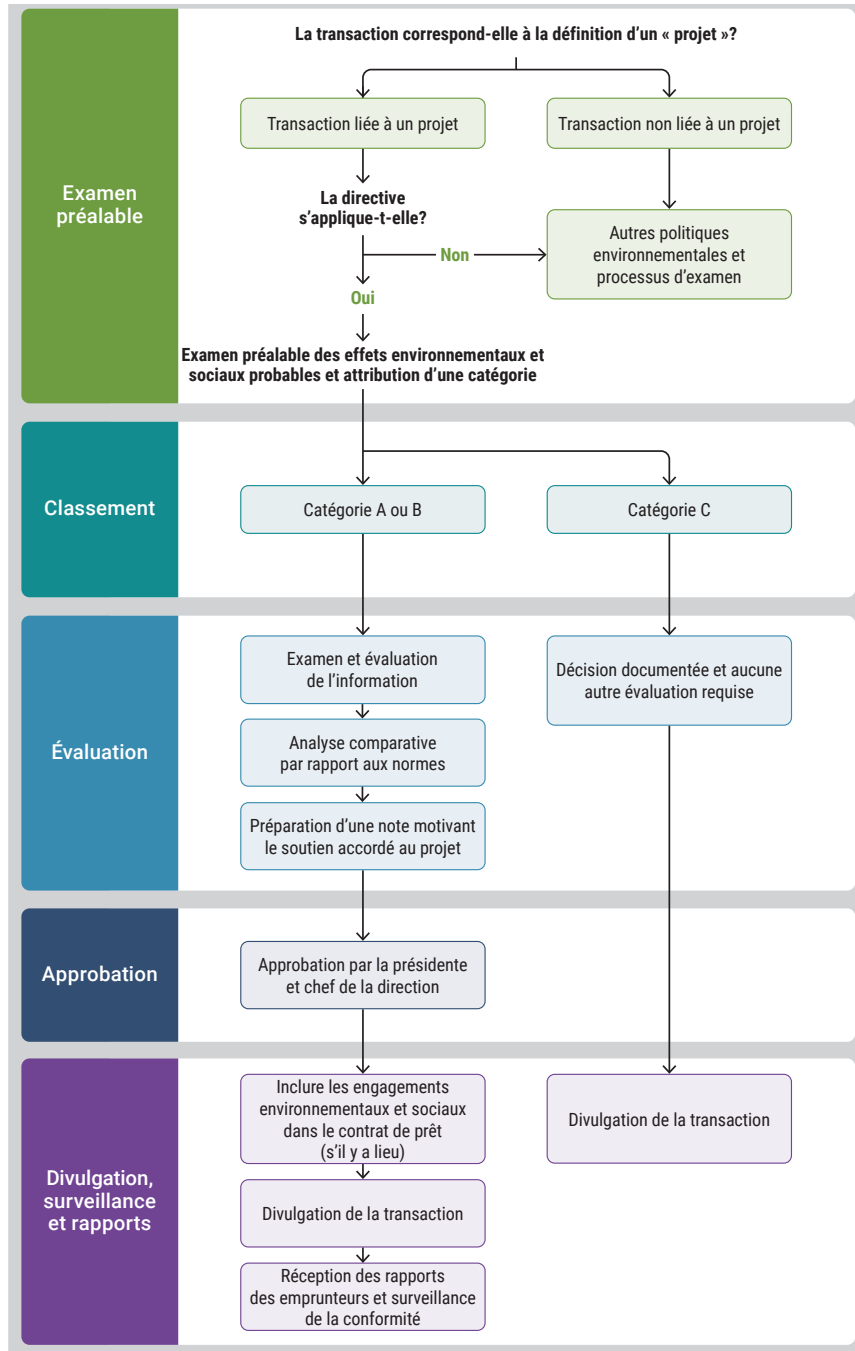 La transaction correspond-elle à la définition d'un « projet »?
Examen
préalable
Transaction liée à un projet
Transaction non liée à un projet
La directive
s'applique-t-elle?
Non
Autres politiques
environnementales et
processus d'examen
Oui
Examen préalable des effets environnementaux et
sociaux probables et attribution d'une catégorie
Classement
Catégorie A ou B
Catégorie C
Évaluation
Examen et évaluation
de l'information
Analyse comparative
par rapport aux normes
Préparation d'une note motivant
le soutien accordé au projet
Décision documentée et aucune
autre évaluation requise
Approbation
Approbation par la présidente
et chef de la direction
Divulgation,
surveillance
et rapports
Inclure les engagements
environnementaux et sociaux
dans le contrat de prêt
(s'il y a lieu)
Divulgation de la transaction
Réception des rapports
des emprunteurs et surveillance
de la conformité
Divulgation de la transaction